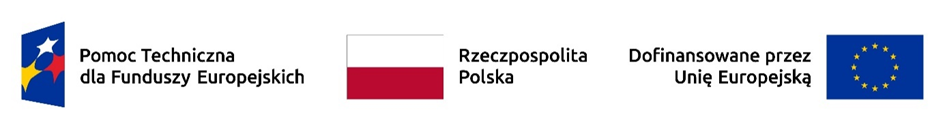 Pomoc Techniczna
dla Funduszy Europejskich
Rzeczpospolita
Polska
Dofinansowane przez
Unię Europejską